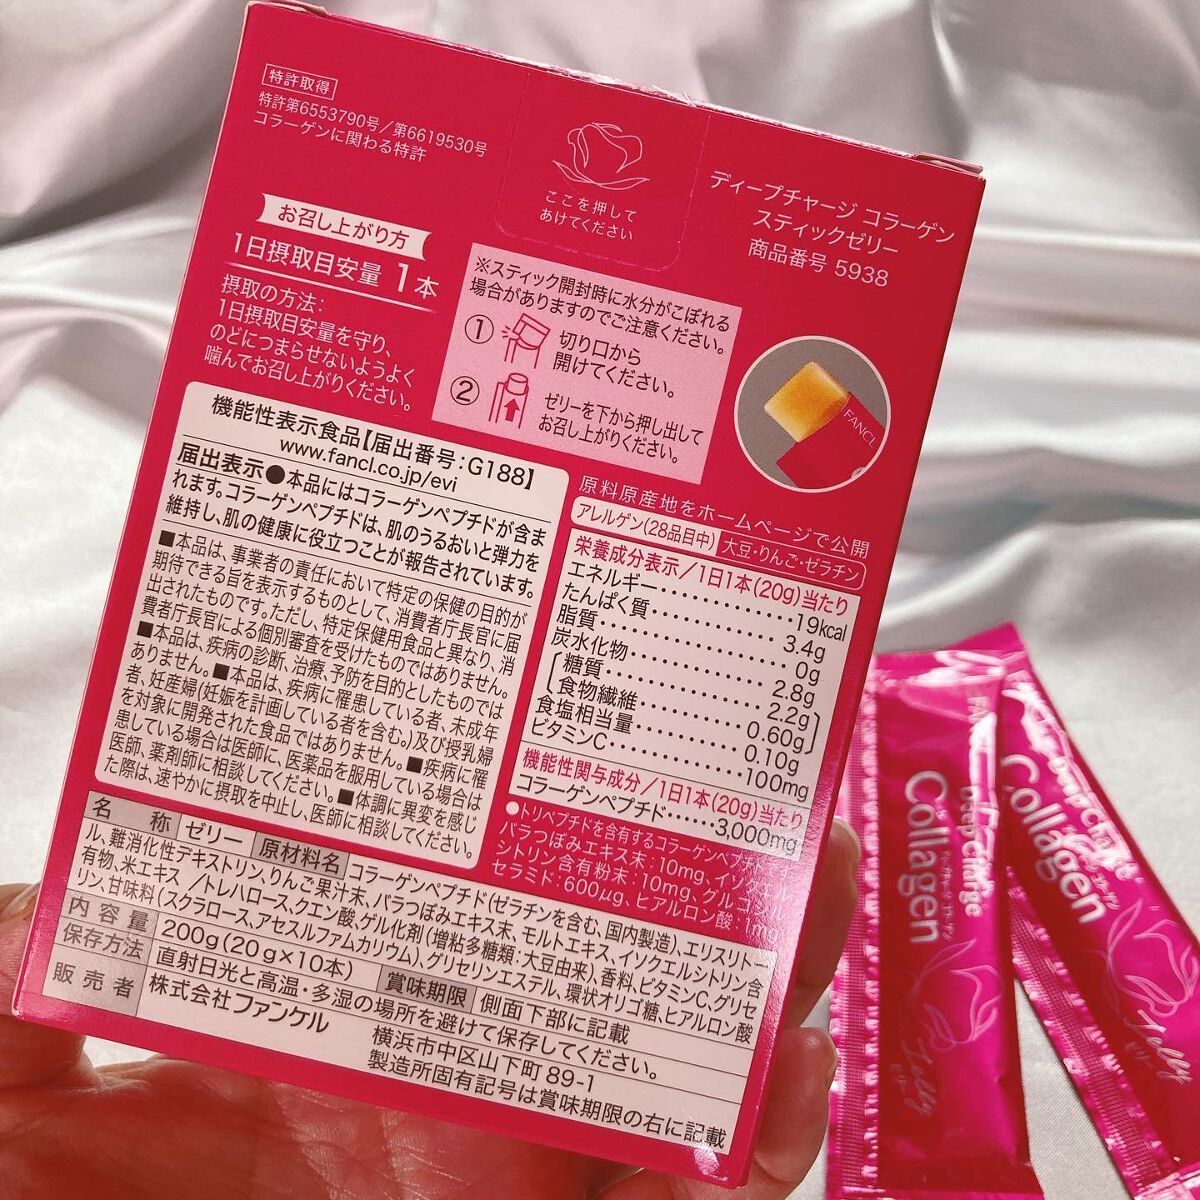 特許取得
特許第6553790号／第6619530号
コラーゲンに関わる特許
ここを押して
あけてください
ディープチャージ コラーゲン
スティックゼリー
商品番号 5938
お召し上がり方
1日摂取目安量 1本
摂取の方法：
1日摂取目安量を守り、
のどにつまらせないようよく
噛んでお召し上がりください。
※スティック開封時に水分がこぼれる
場合がありますのでご注意ください。
① 切り口から
開けてください。
② ゼリーを下から押し出して
お召し上がりください。
FANCL
機能性表示食品【届出番号：G188】
www.fancl.co.jp/evi
届出表示●本品にはコラーゲンペプチドが含ま
れます。コラーゲンペプチドは、肌のうるおいと弾力を
維持し、肌の健康に役立つことが報告されています。
■本品は、事業者の責任において特定の保健の目的が
期待できる旨を表示するものとして、消費者庁長官に届
出されたものです。ただし、特定保健用食品と異なり、消
費者庁長官による個別審査を受けたものではありません。
■本品は、疾病の診断、治療、予防を目的としたものでは
ありません。■本品は、疾病に罹患している者、未成年
者、妊産婦(妊娠を計画している者を含む。)及び授乳婦
を対象に開発された食品ではありません。■疾病に罹
患している場合は医師に、医薬品を服用している場合は
医師、薬剤師に相談してください。■体調に異変を感じ
た際は、速やかに摂取を中止し、医師に相談してください。
原料原産地をホームページで公開
アレルゲン(28品目中) 大豆・りんご・ゼラチン
栄養成分表示／1日1本(20g)当たり
エネルギー…………19kcal
たんぱく質…………3.4g
脂質…………0g
炭水化物…………2.8g
糖質…………2.2g
食物繊維…………0.60g
食塩相当量…………0.10g
ビタミンC…………100mg
機能性関与成分／1日1本(20g)当たり
コラーゲンペプチド……3,000mg
●トリペプチドを含有するコラーゲンペプチドです
バラつぼみエキス末：10mg、イソクエル
シトリン含有粉末：10mg、グルコシル
セラミド：600μg、ヒアルロン酸：1mg
名 称 ゼリー 原材料名 コラーゲンペプチド(ゼラチンを含む、国内製造)、エリスリトー
ル、難消化性デキストリン、りんご果汁末、バラつぼみエキス末、モルトエキス、イソクエルシトリン含
有物、米エキス／トレハロース、クエン酸、ゲル化剤(増粘多糖類：大豆由来)、香料、ビタミンC、グリセ
リン、甘味料(スクラロース、アセスルファムカリウム)、グリセリンエステル、環状オリゴ糖、ヒアルロン酸
内容量 200g(20g×10本) 賞味期限 側面下部に記載
保存方法 直射日光と高温・多湿の場所を避けて保存してください。
販売者 株式会社ファンケル 横浜市中区山下町89-1
製造所固有記号は賞味期限の右に記載
FANCL
Deep Charge
Collagen
Jelly
ゼリー
Deep Charge
Collagen
Jelly
ゼリー